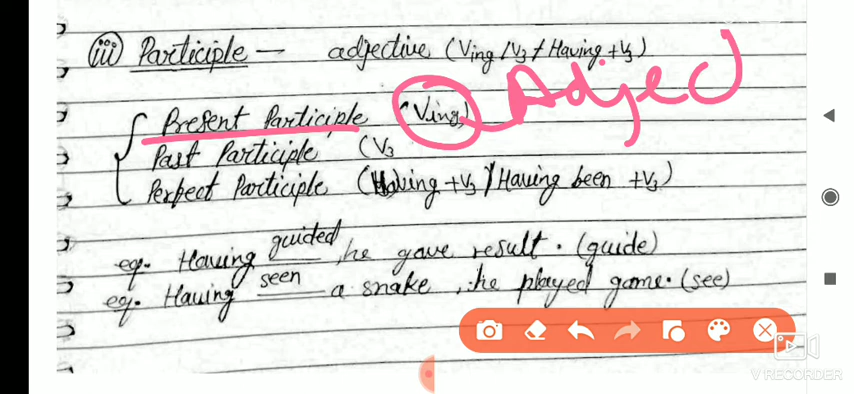 (iii) Participle — adjective (Ving / V3 / Having + V3)
Adjec
Present Participle (Ving)
Past Participle (V3
Perfect Participle (Having + V3 / Having been + V3)
eg. Having guided, he gave result. (guide)
eg. Having seen a snake, he played game. (see)
V RECORDER